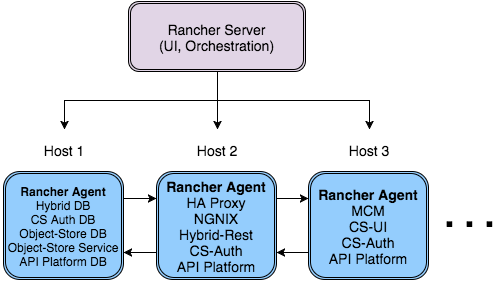 Rancher Server
(UI, Orchestration)
Host 1
Host 2
Host 3
Rancher Agent
Hybrid DB
CS Auth DB
Object-Store DB
Object-Store Service
API Platform DB
Rancher Agent
HA Proxy
NGNIX
Hybrid-Rest
CS-Auth
API Platform
Rancher Agent
MCM
CS-UI
CS-Auth
API Platform
. . .